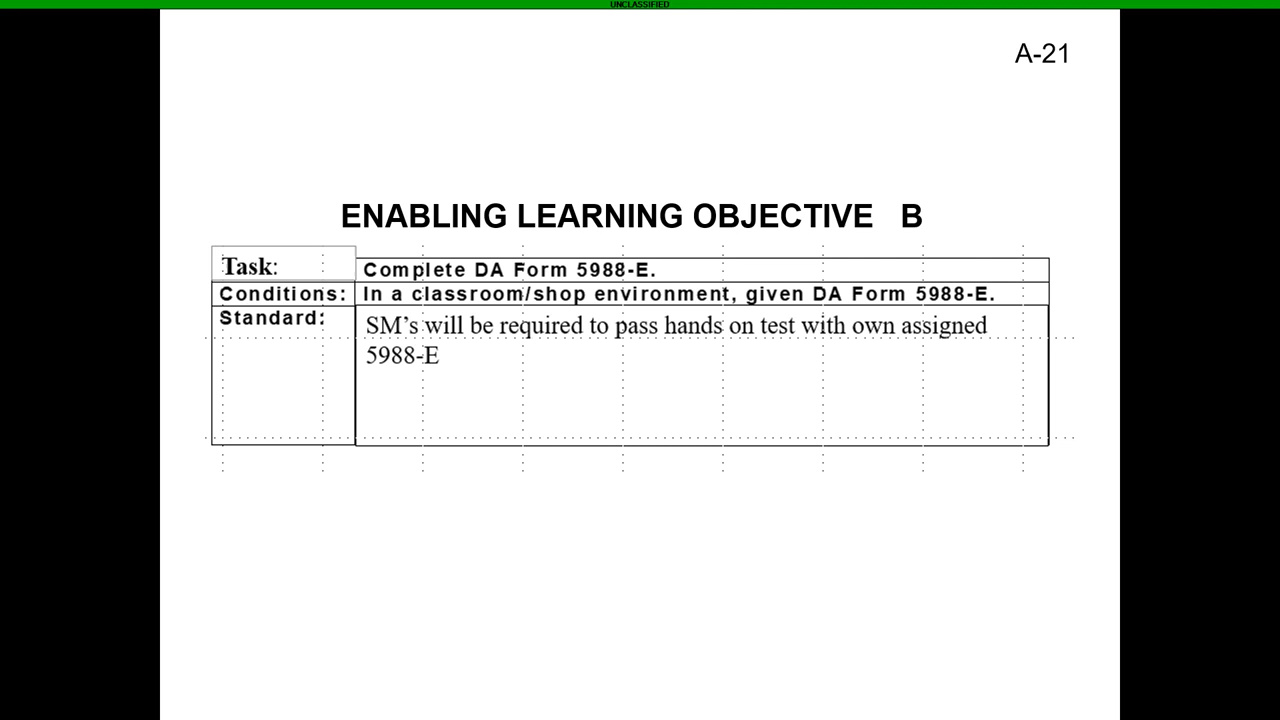 UNCLASSIFIED
A-21
ENABLING LEARNING OBJECTIVE B
Task:
Complete DA Form 5988-E.
Conditions:
In a classroom/shop environment, given DA Form 5988-E.
Standard:
SM’s will be required to pass hands on test with own assigned
5988-E